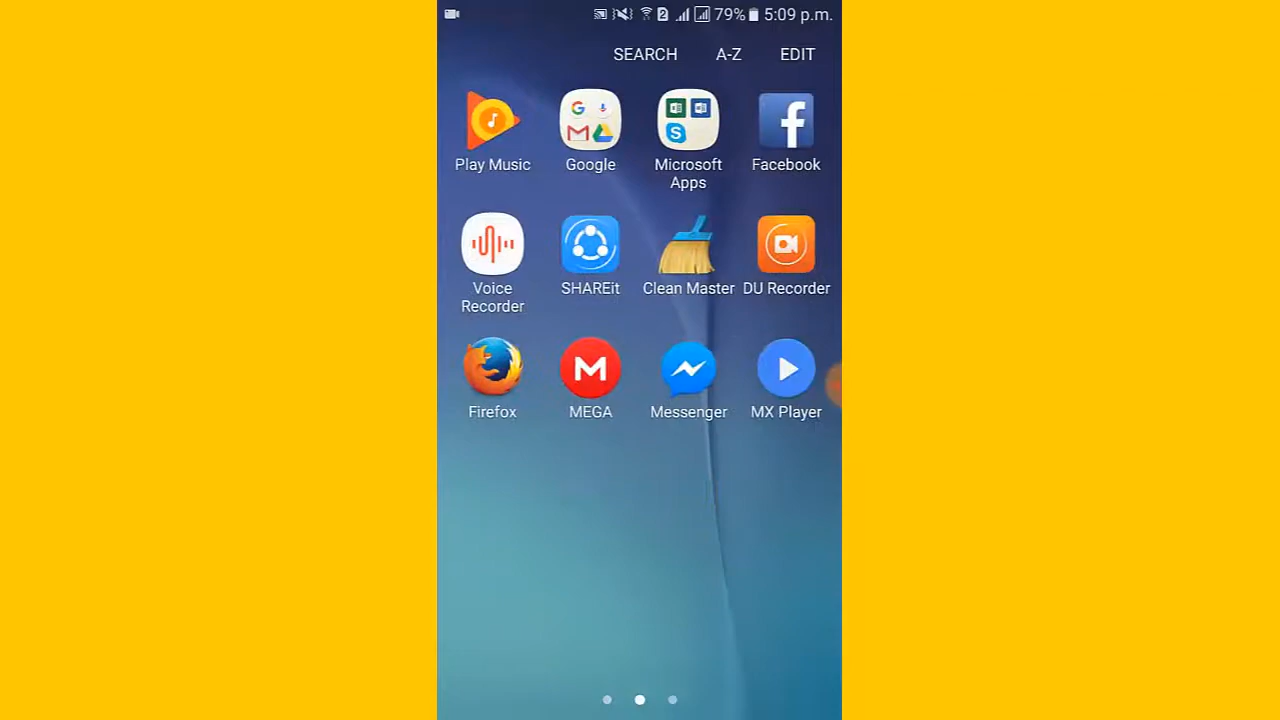 2 79% 5:09 p.m.
SEARCH A-Z EDIT
Play Music Google Microsoft Apps Facebook
Voice Recorder SHAREit Clean Master DU Recorder
Firefox MEGA Messenger MX Player